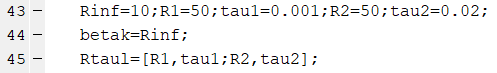 43 - Rinf=10;R1=50;tau1=0.001;R2=50;tau2=0.02;
44 - betak=Rinf;
45 - Rtaul=[R1,tau1;R2,tau2];